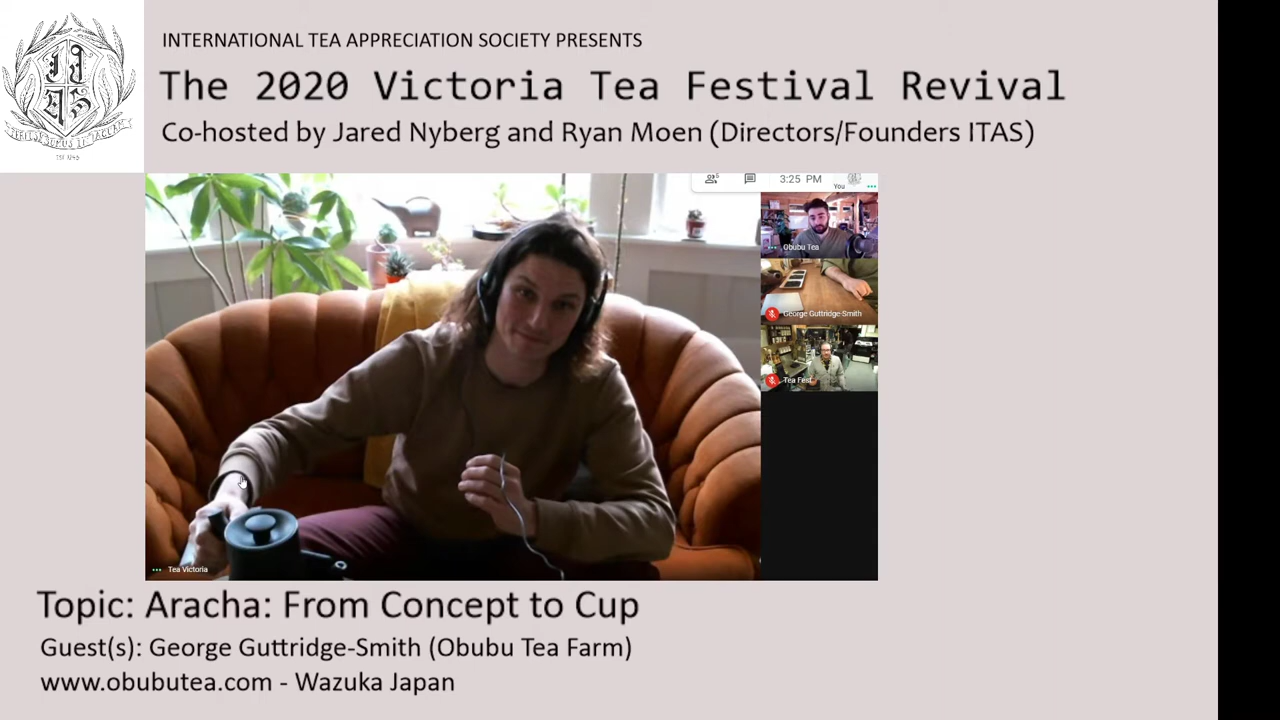 INTERNATIONAL TEA APPRECIATION SOCIETY PRESENTS
The 2020 Victoria Tea Festival Revival
Co-hosted by Jared Nyberg and Ryan Moen (Directors/Founders ITAS)
3:25 PM
You
Obubu Tea
George Guttridge-Smith
Tea Fest
Tea Victoria
Topic: Aracha: From Concept to Cup
Guest(s): George Guttridge-Smith (Obubu Tea Farm)
www.obubutea.com - Wazuka Japan